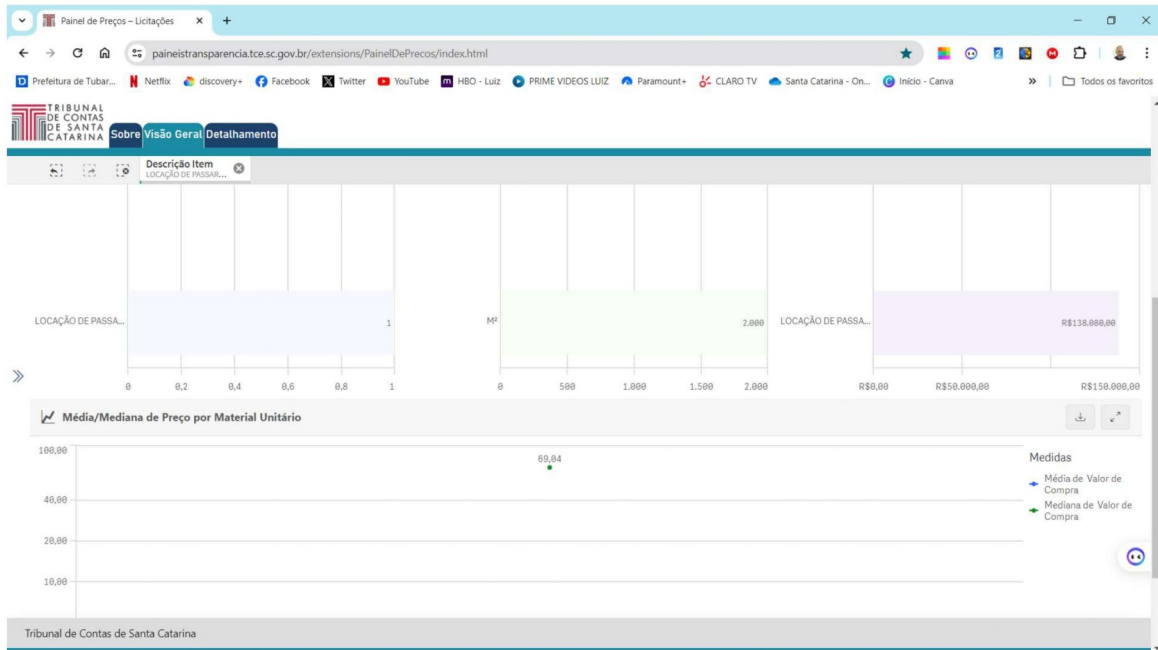 Painel de Preços – Licitações
paineistransparencia.tce.sc.gov.br/extensions/PainelDePrecos/index.html
Prefeitura de Tubar... Netflix discovery+ Facebook Twitter YouTube HBO - Luiz PRIME VIDEOS LUIZ Paramount+ CLARO TV Santa Catarina - On... Início - Canva » Todos os favoritos
TRIBUNAL
DE CONTAS
DE SANTA
CATARINA
Sobre Visão Geral Detalhamento
Descrição Item
LOCAÇÃO DE PASSAR...
LOCAÇÃO DE PASSA... 1 M² 2.000 LOCAÇÃO DE PASSA... R$138.080,00
0 0,2 0,4 0,6 0,8 1 0 500 1.000 1.500 2.000 R$0,00 R$50.000,00 R$150.000,00
Média/Mediana de Preço por Material Unitário
100,00
69,04
40,00
20,00
10,00
Medidas
Média de Valor de
Compra
Mediana de Valor de
Compra
Tribunal de Contas de Santa Catarina